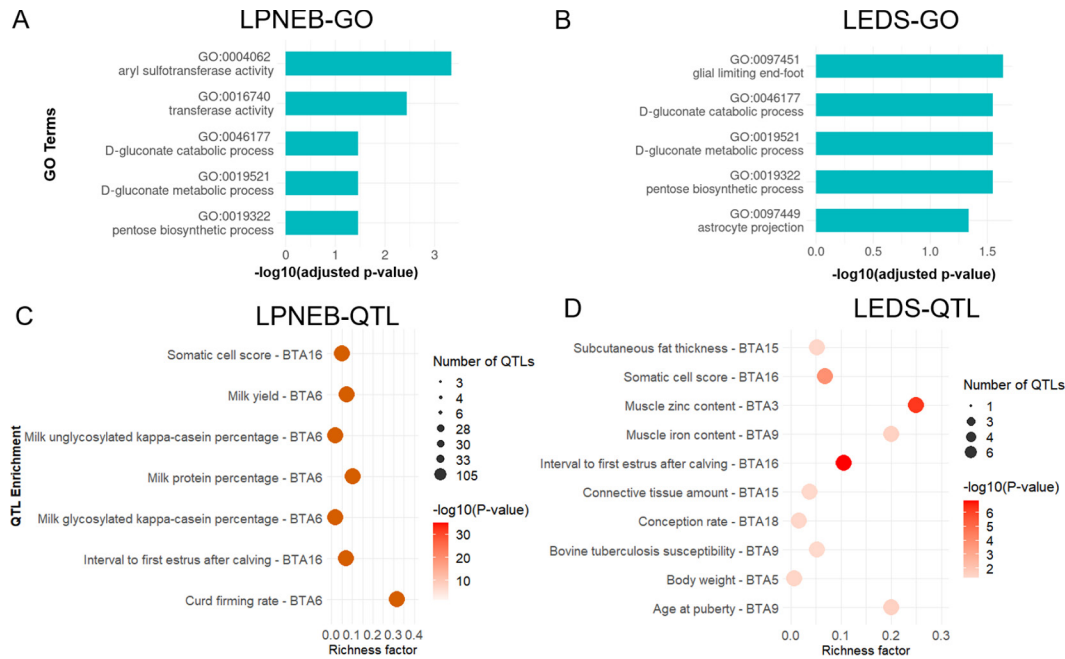 A
LPNEB-GO
GO Terms
GO:0004062
aryl sulfotransferase activity
GO:0016740
transferase activity
GO:0046177
D-gluconate catabolic process
GO:0019521
D-gluconate metabolic process
GO:0019322
pentose biosynthetic process
0 1 2 3
-log10(adjusted p-value)
B
LEDS-GO
GO:0097451
glial limiting end-foot
GO:0046177
D-gluconate catabolic process
GO:0019521
D-gluconate metabolic process
GO:0019322
pentose biosynthetic process
GO:0097449
astrocyte projection
0.0 0.5 1.0 1.5
-log10(adjusted p-value)
C
LPNEB-QTL
QTL Enrichment
Somatic cell score - BTA16
Milk yield - BTA6
Milk unglycosylated kappa-casein percentage - BTA6
Milk protein percentage - BTA6
Milk glycosylated kappa-casein percentage - BTA6
Interval to first estrus after calving - BTA16
Curd firming rate - BTA6
0.0 0.1 0.2 0.3 0.4
Richness factor
Number of QTLs
3
4
6
28
30
33
105
-log10(P-value)
30
20
10
D
LEDS-QTL
Subcutaneous fat thickness - BTA15
Somatic cell score - BTA16
Muscle zinc content - BTA3
Muscle iron content - BTA9
Interval to first estrus after calving - BTA16
Connective tissue amount - BTA15
Conception rate - BTA18
Bovine tuberculosis susceptibility - BTA9
Body weight - BTA5
Age at puberty - BTA9
0.0 0.1 0.2 0.3
Richness factor
Number of QTLs
1
3
4
6
-log10(P-value)
6
5
4
3
2